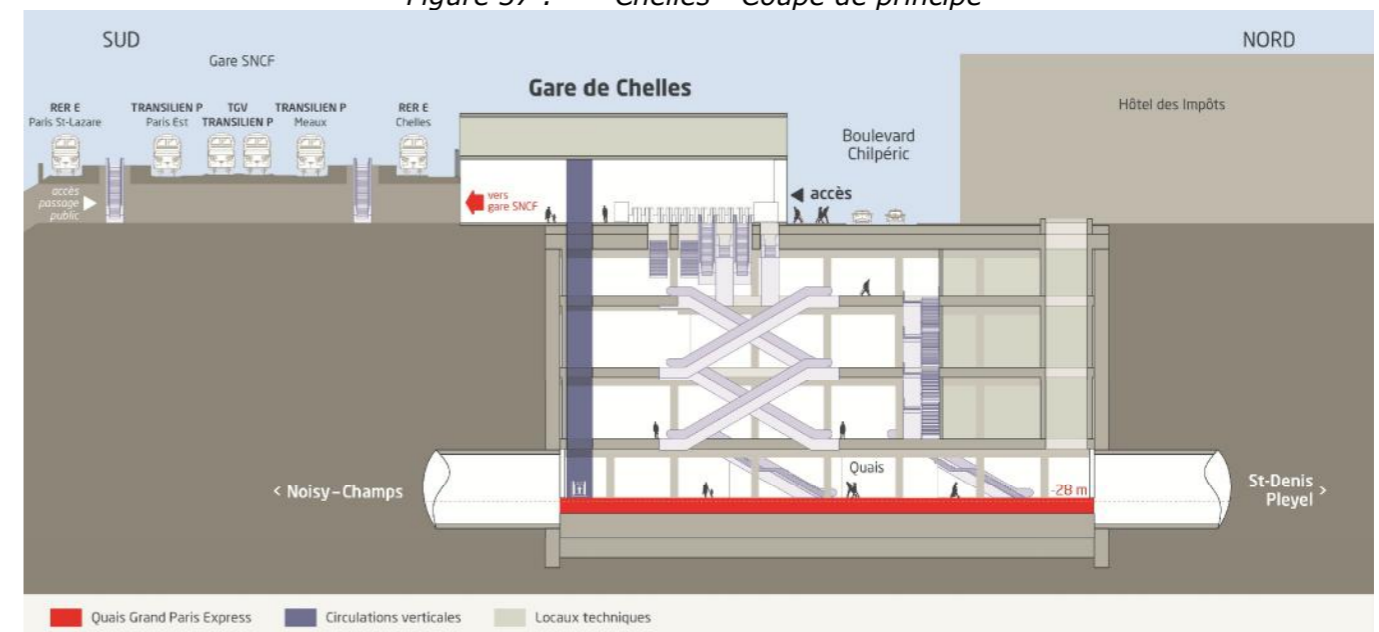 Figure 57 : Chelles - Coupe de principe
SUD
NORD
Gare SNCF
Gare de Chelles
Hôtel des Impôts
RER E
Paris St-Lazare
TRANSILIEN P
Paris Est
TGV
TRANSILIEN P
TRANSILIEN P
Meaux
RER E
Chelles
Boulevard
Chilpéric
accès
passage
public
vers
gare SNCF
accès
Quais
-28 m
< Noisy-Champs
St-Denis >
Pleyel
Quais Grand Paris Express
Circulations verticales
Locaux techniques